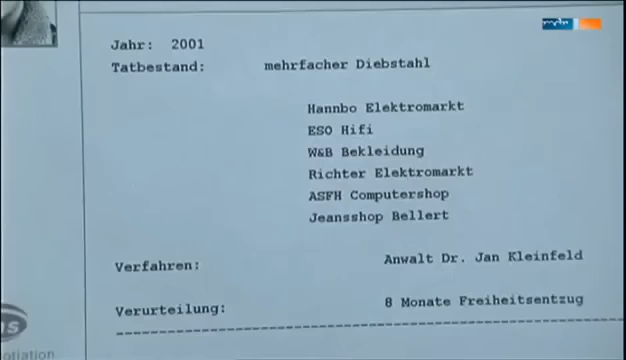 mdr
Jahr: 2001
Tatbestand: mehrfacher Diebstahl
Hannbo Elektromarkt
ESO Hifi
W&B Bekleidung
Richter Elektromarkt
ASFH Computershop
Jeansshop Bellert
Verfahren: Anwalt Dr. Jan Kleinfeld
Verurteilung: 8 Monate Freiheitsentzug
--------------------------------------------------